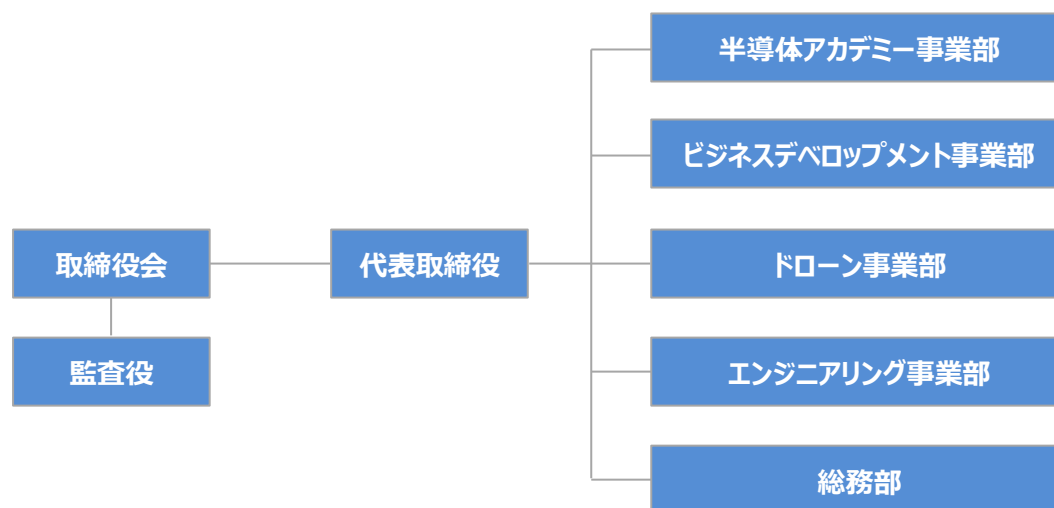 取締役会
監査役
代表取締役
半導体アカデミー事業部
ビジネスデベロップメント事業部
ドローン事業部
エンジニアリング事業部
総務部